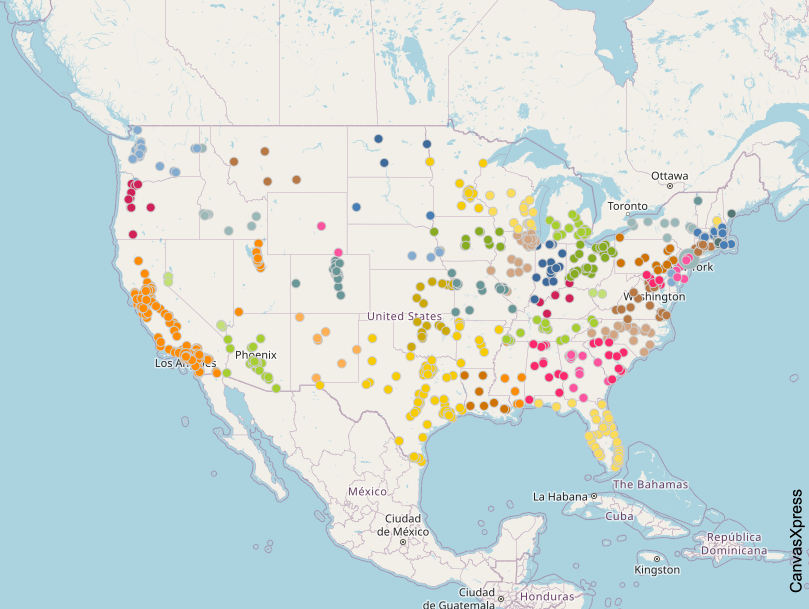 Ottawa
Toronto
York
Washington
United States
Phoenix
Los Angeles
The Bahamas
La Habana
Cuba
México
Ciudad
de México
República
Dominicana
Kingston
Ciudad
de Guatemala
Honduras
CanvasXpress